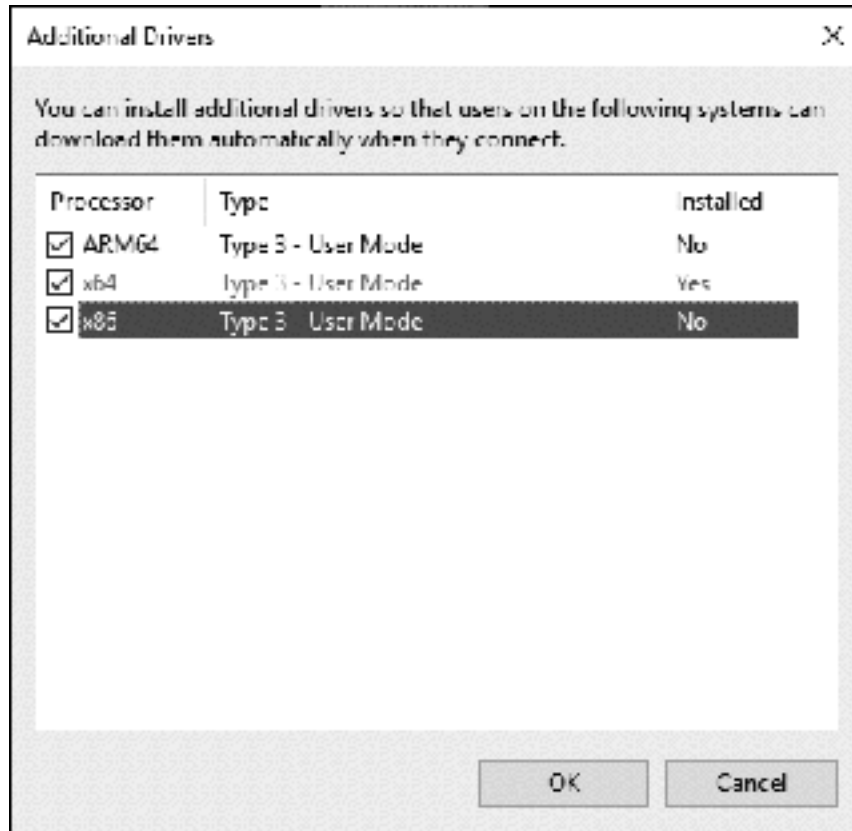 Additional Drivers
You can install additional drivers so that users on the following systems can
download them automatically when they connect.
Processor Type Installed
ARM64 Type 3 - User Mode No
x64 Type 3 - User Mode Yes
x86 Type 3 - User Mode No
OK Cancel